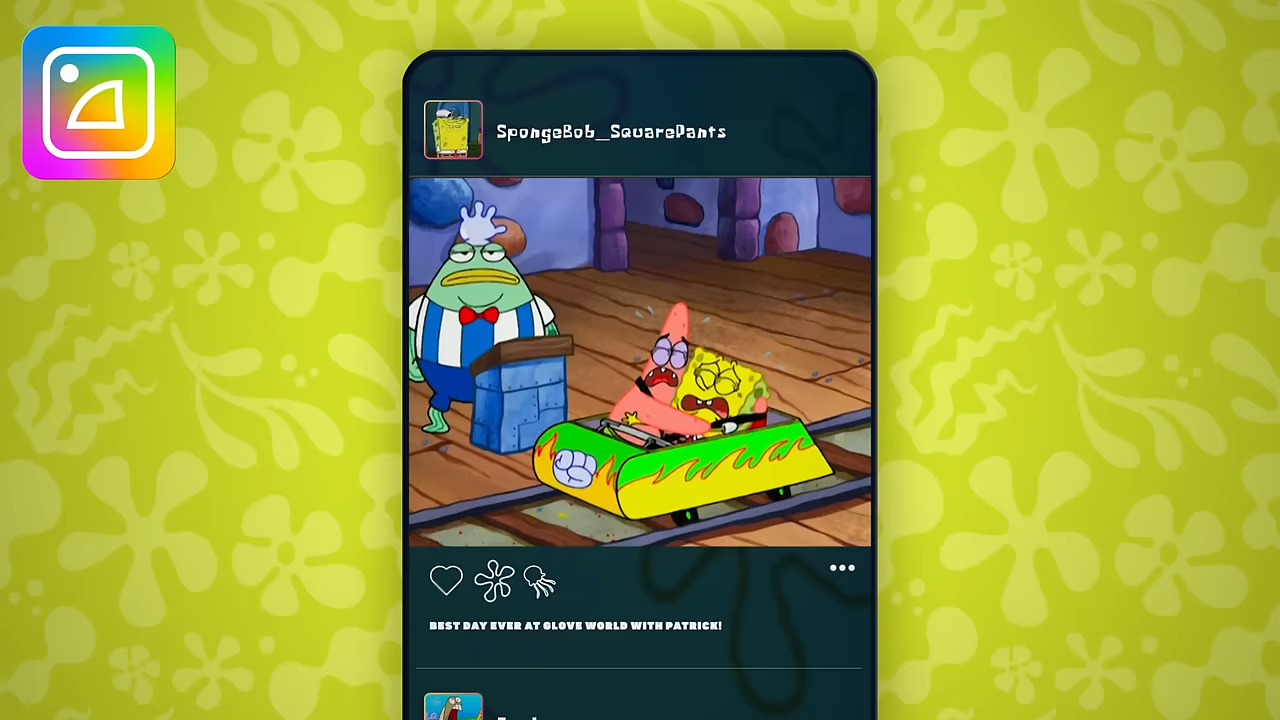 SpongeBob_SquarePants
BEST DAY EVER AT GLOVE WORLD WITH PATRICK!